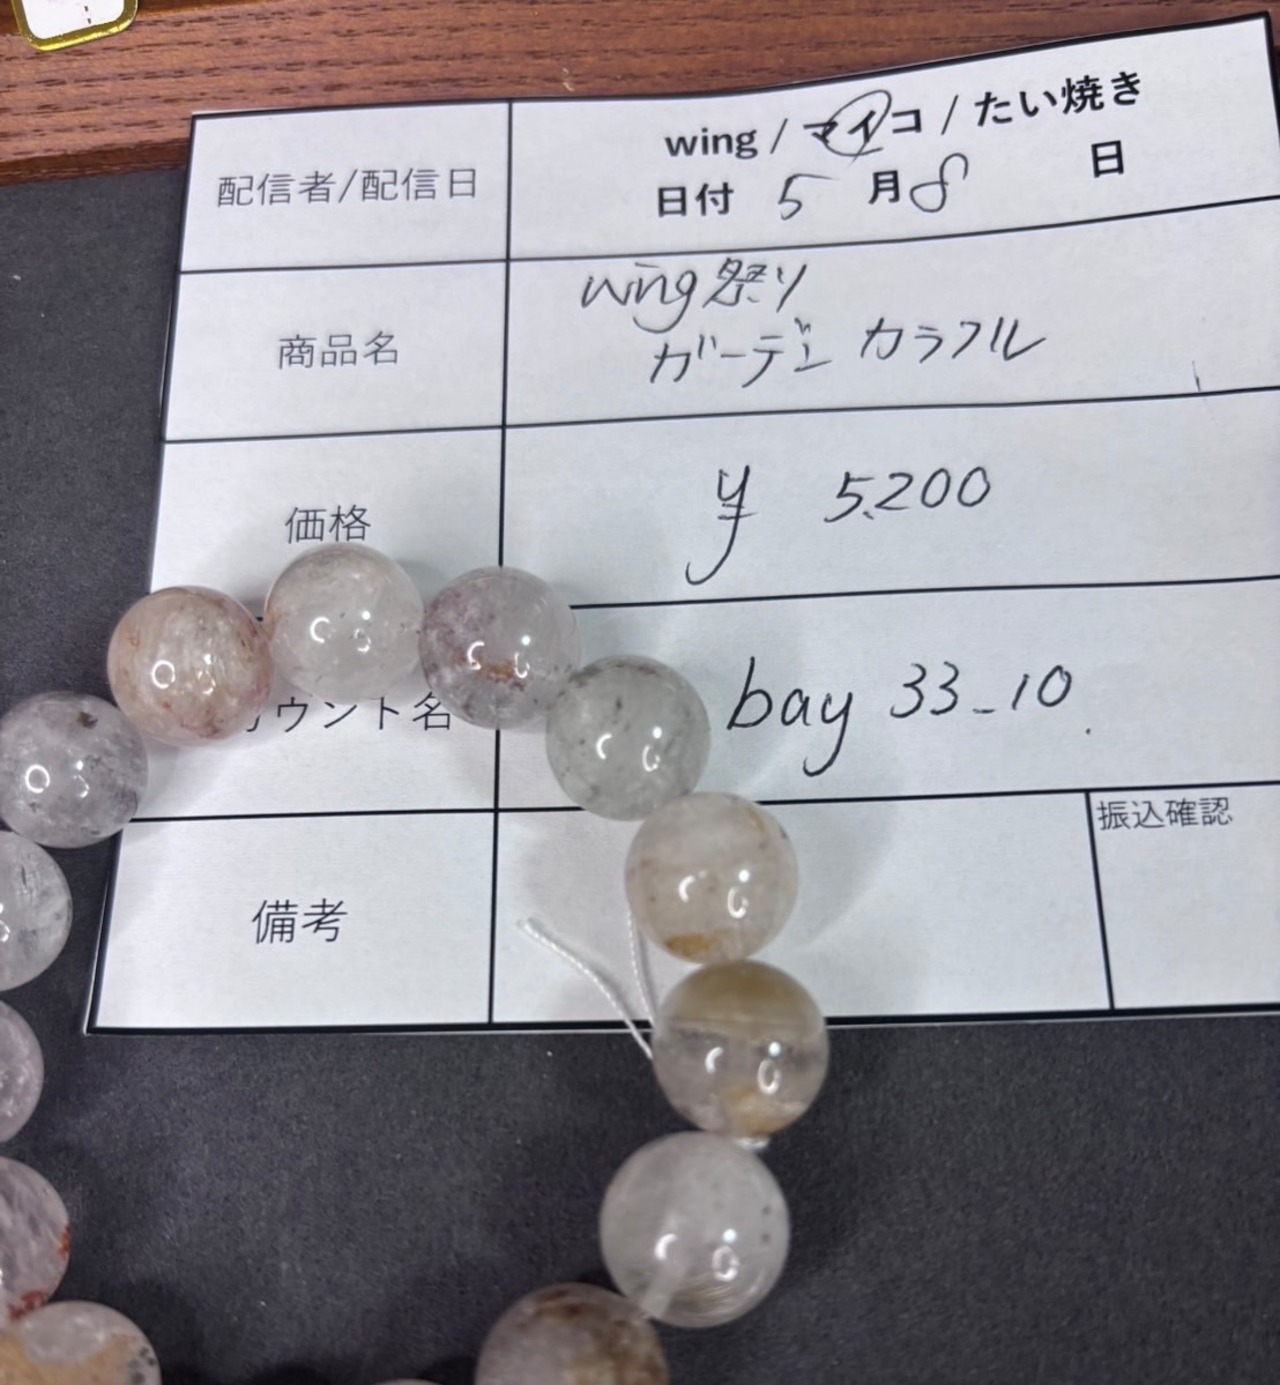 配信者/配信日
wing / マイコ / たい焼き
日付 5 月 8 日
商品名
wing祭り
ガーデン カラフル
価格
¥ 5.200
ウント名
bay 33_10.
備考
振込確認